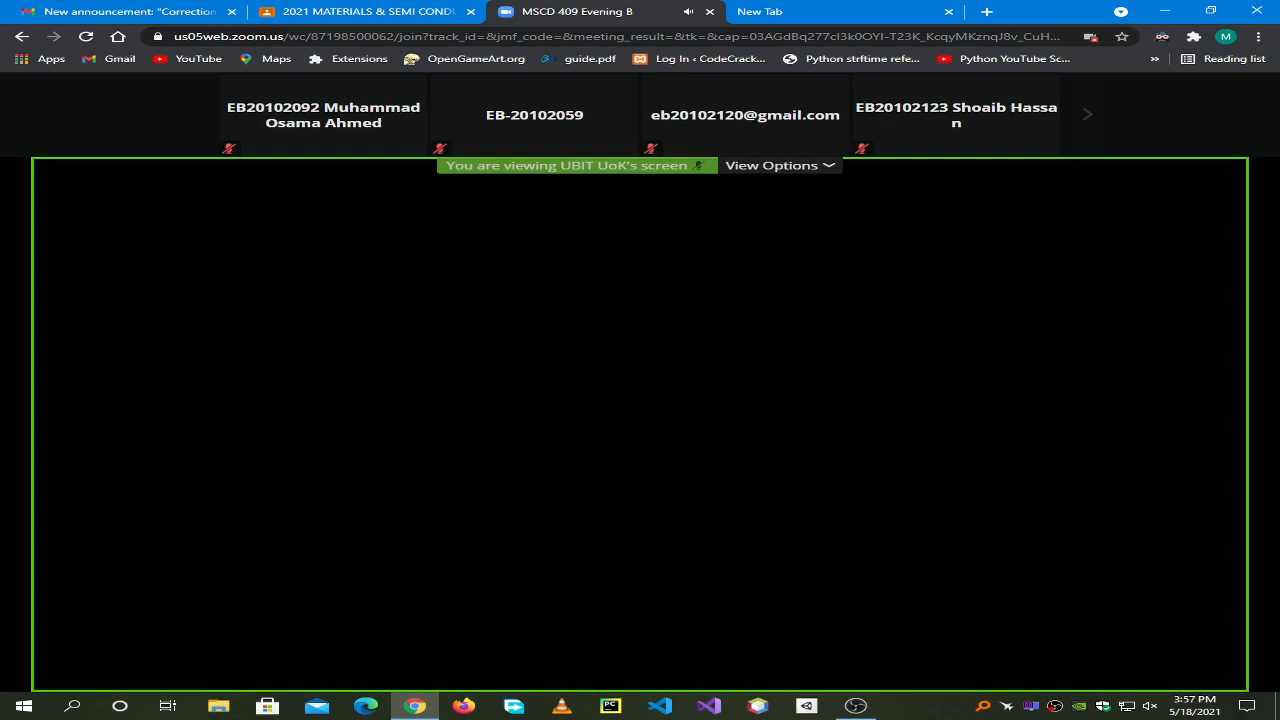 New announcement: "Correction
2021 MATERIALS & SEMI CONDU
MSCD 409 Evening B
New Tab
us05web.zoom.us/wc/87198500062/join?track_id=&jmf_code=&meeting_result=&tk=&cap=03AGdBq277cl3k0OYI-T23K_KcqyMKznqJ8v_CuH...
Apps
Gmail
YouTube
Maps
Extensions
OpenGameArt.org
guide.pdf
Log In ‹ CodeCrack...
Python strftime refe...
Python YouTube Sc...
»
Reading list
EB20102092 Muhammad
Osama Ahmed
EB-20102059
eb20102120@gmail.com
EB20102123 Shoaib Hassa
n
You are viewing UBIT UoK's screen
View Options
3:57 PM
5/18/2021